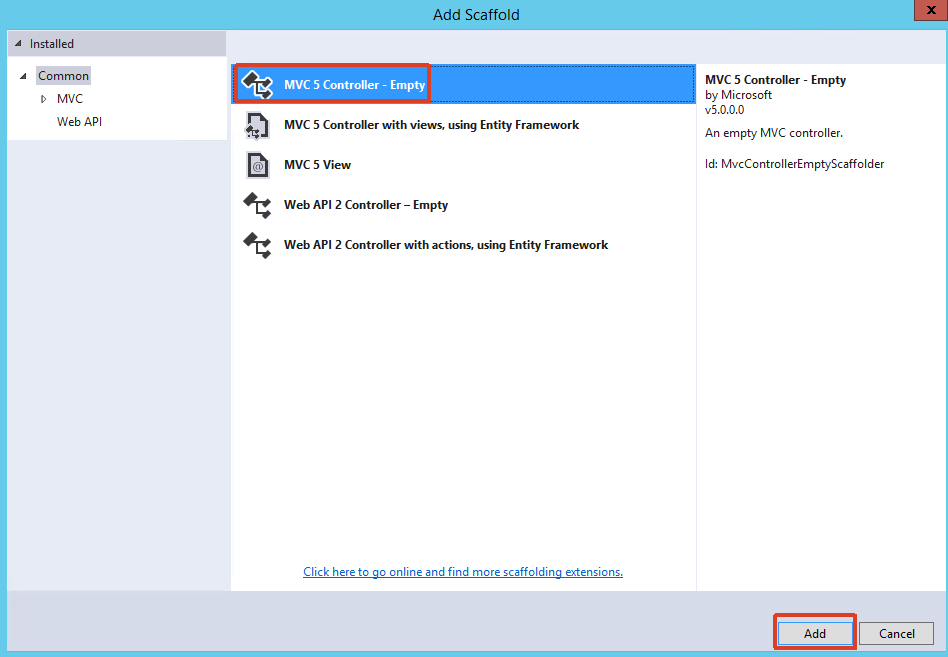 Add Scaffold
x
Installed
Common
MVC
Web API
MVC 5 Controller - Empty
MVC 5 Controller with views, using Entity Framework
@
MVC 5 View
Web API 2 Controller – Empty
Web API 2 Controller with actions, using Entity Framework
Click here to go online and find more scaffolding extensions.
MVC 5 Controller - Empty
by Microsoft
v5.0.0.0
An empty MVC controller.
Id: MvcControllerEmptyScaffolder
Add
Cancel